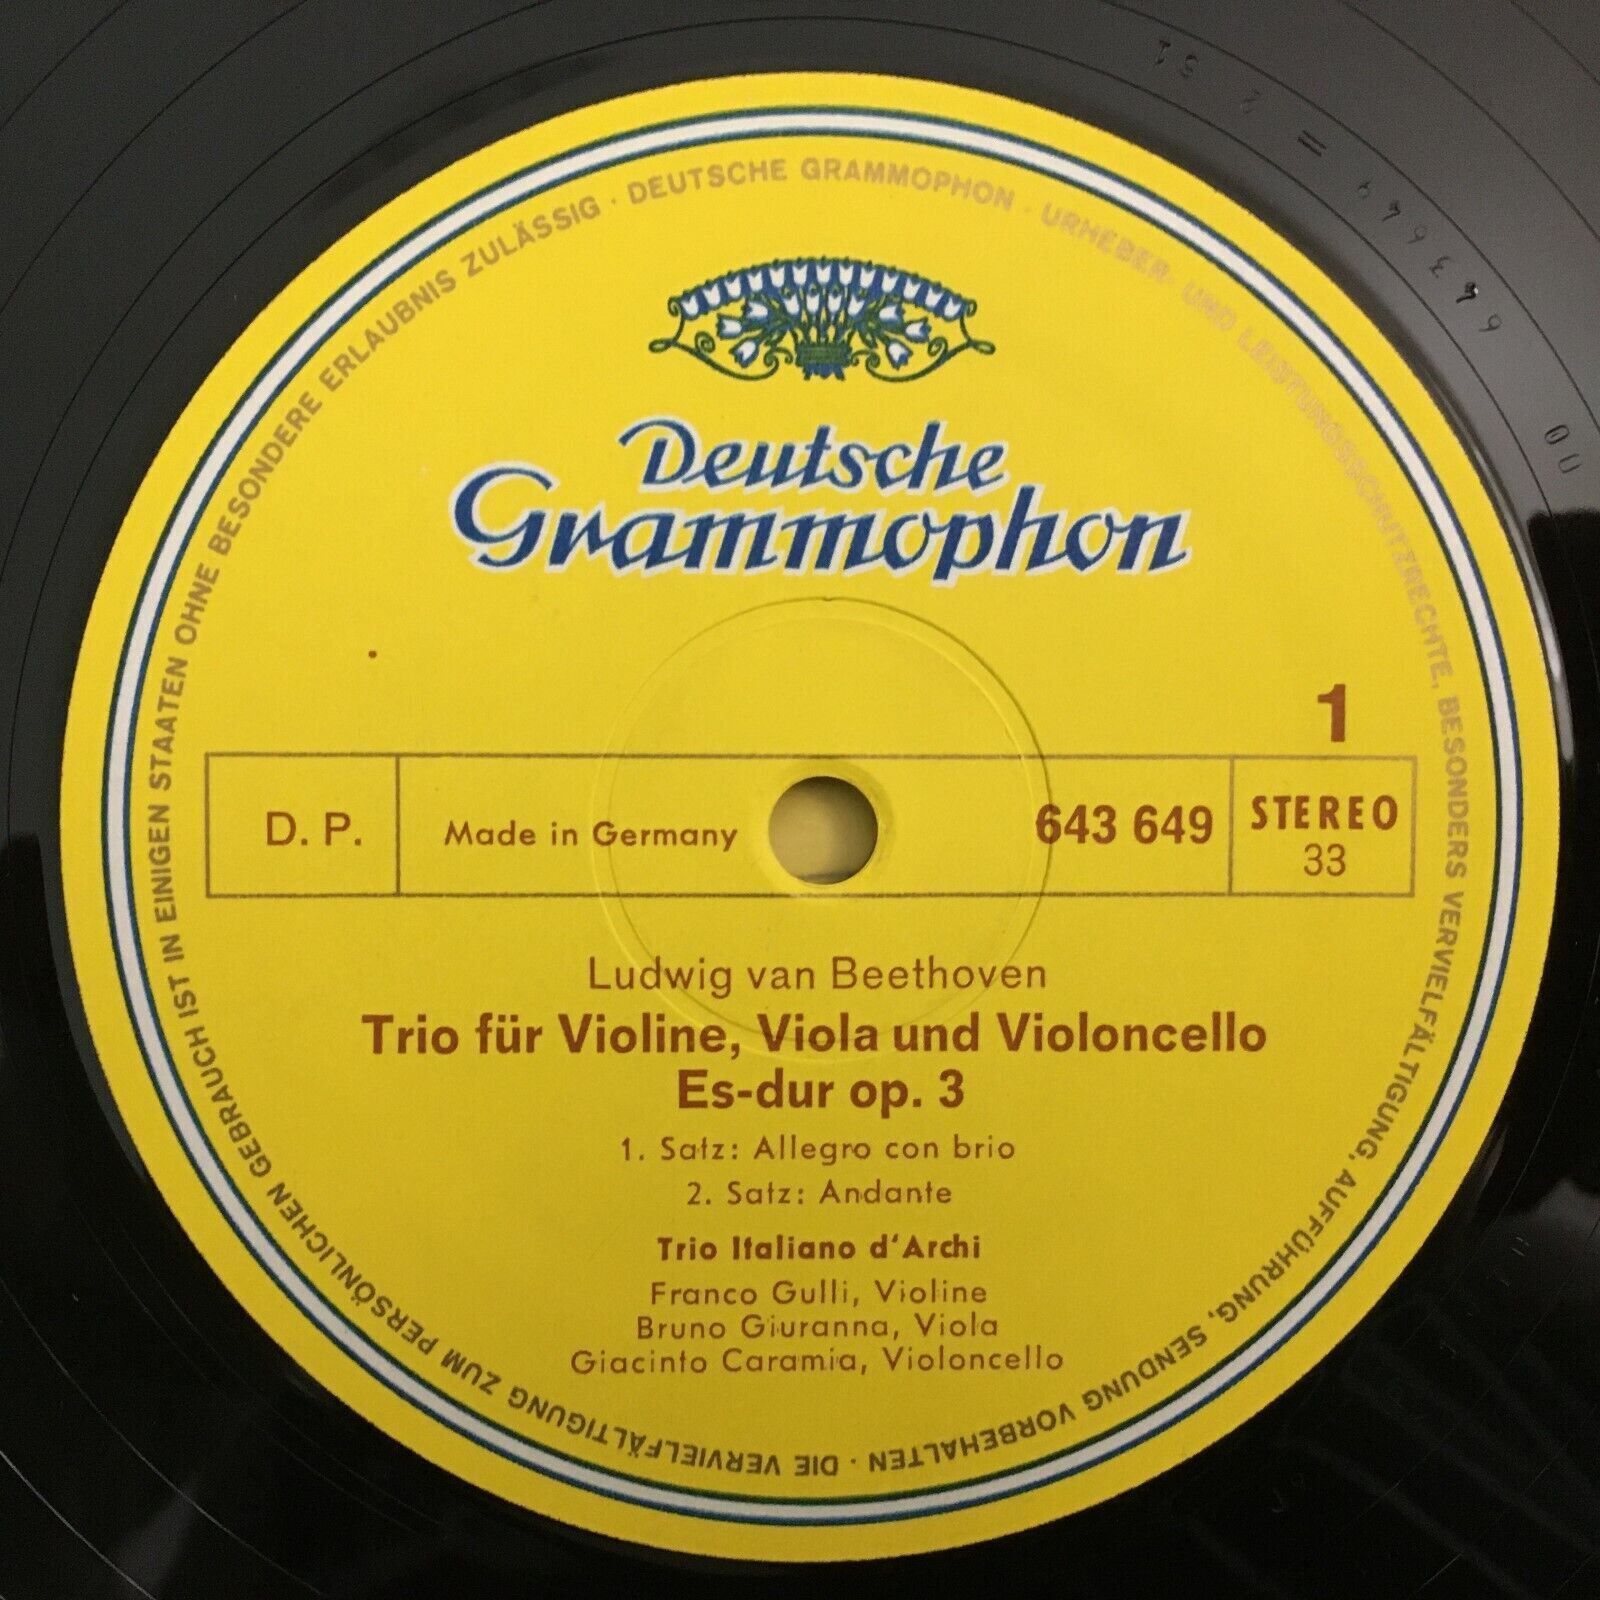 Deutsche
Grammophon
1
D. P.
Made in Germany
643 649
STEREO
33
Ludwig van Beethoven
Trio für Violine, Viola und Violoncello
Es-dur op. 3
1. Satz: Allegro con brio
2. Satz: Andante
Trio Italiano d'Archi
Franco Gulli, Violine
Bruno Giuranna, Viola
Giacinto Caramia, Violoncello
DEUTSCHE GRAMMOPHON · URHEBER- UND LEISTUNGSSCHUTZRECHTE, BESONDERS VERVIELFÄLTIGUNG, AUFFÜHRUNG, SENDUNG VORBEHALTEN · DIE VERVIELFÄLTIGUNG ZUM PERSÖNLICHEN GEBRAUCH IST IN EINIGEN STAATEN OHNE BESONDERE ERLAUBNIS ZULÄSSIG ·